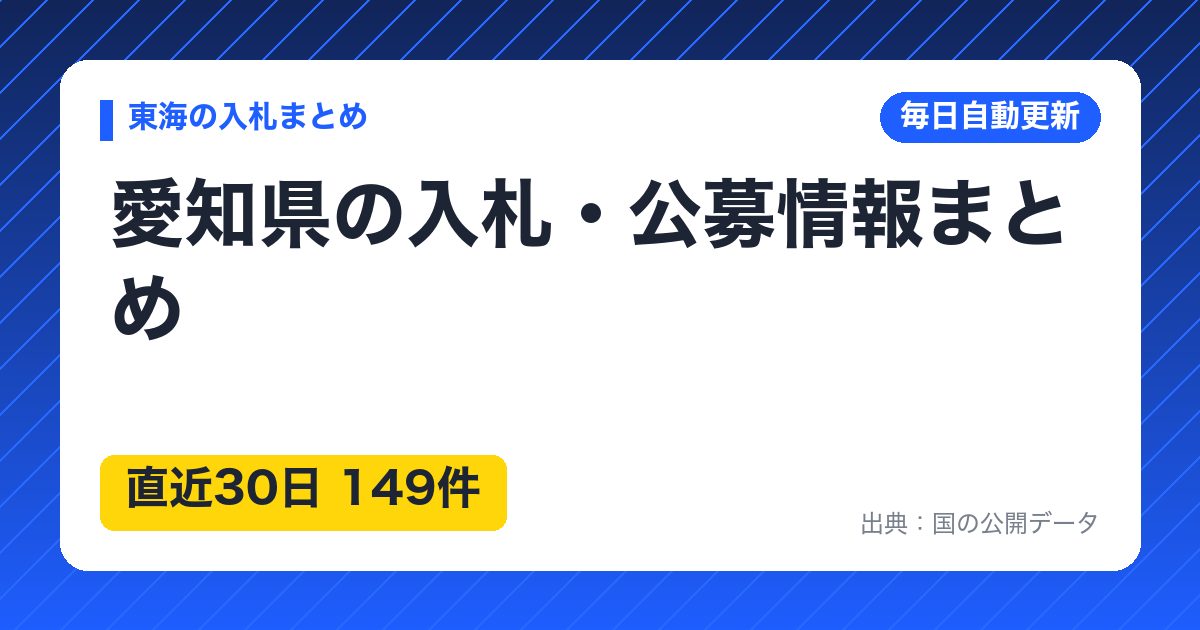 東海の入札まとめ
毎日自動更新
愛知県の入札・公募情報まと
め
直近30日 149件
出典：国の公開データ